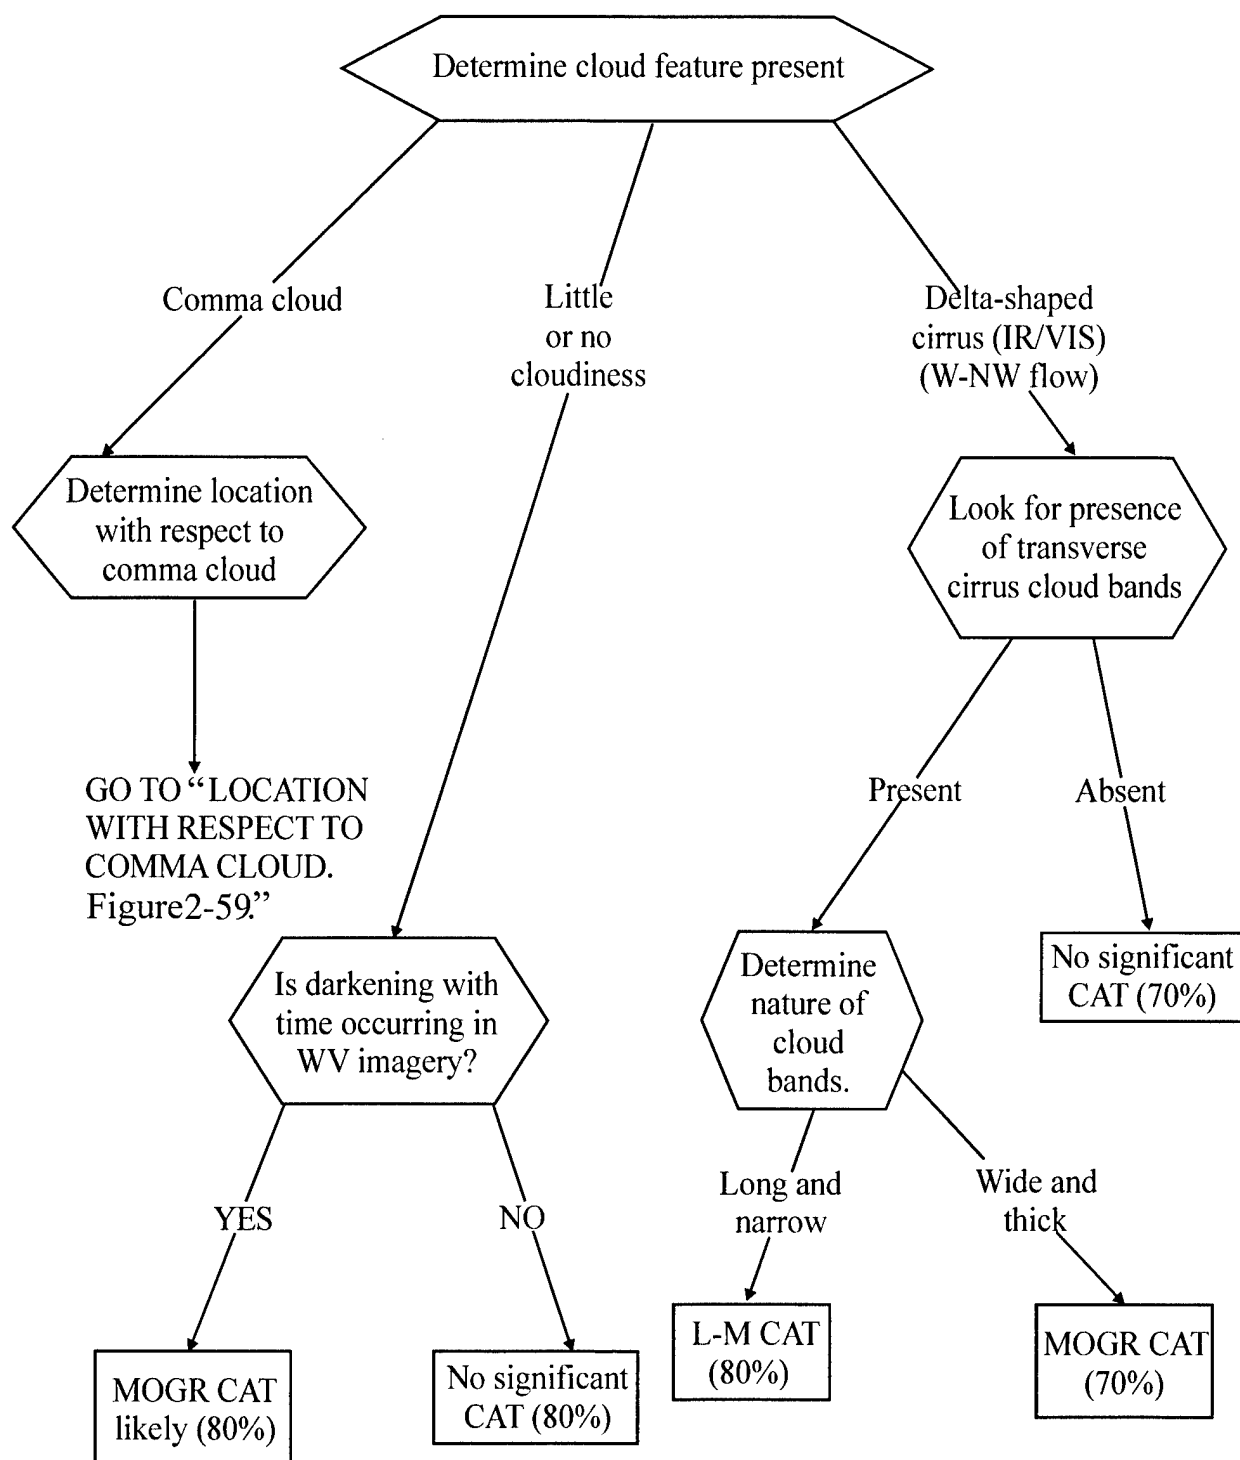 Determine cloud feature present
Comma cloud
Little
or no
cloudiness
Delta-shaped
cirrus (IR/VIS)
(W-NW flow)
Determine location
with respect to
comma cloud
Look for presence
of transverse
cirrus cloud bands
GO TO “LOCATION
WITH RESPECT TO
COMMA CLOUD.
Figure2-59.”
Present
Absent
Is darkening with
time occurring in
WV imagery?
Determine
nature of
cloud
bands.
No significant
CAT (70%)
YES
NO
Long and
narrow
Wide and
thick
MOGR CAT
likely (80%)
No significant
CAT (80%)
L-M CAT
(80%)
MOGR CAT
(70%)